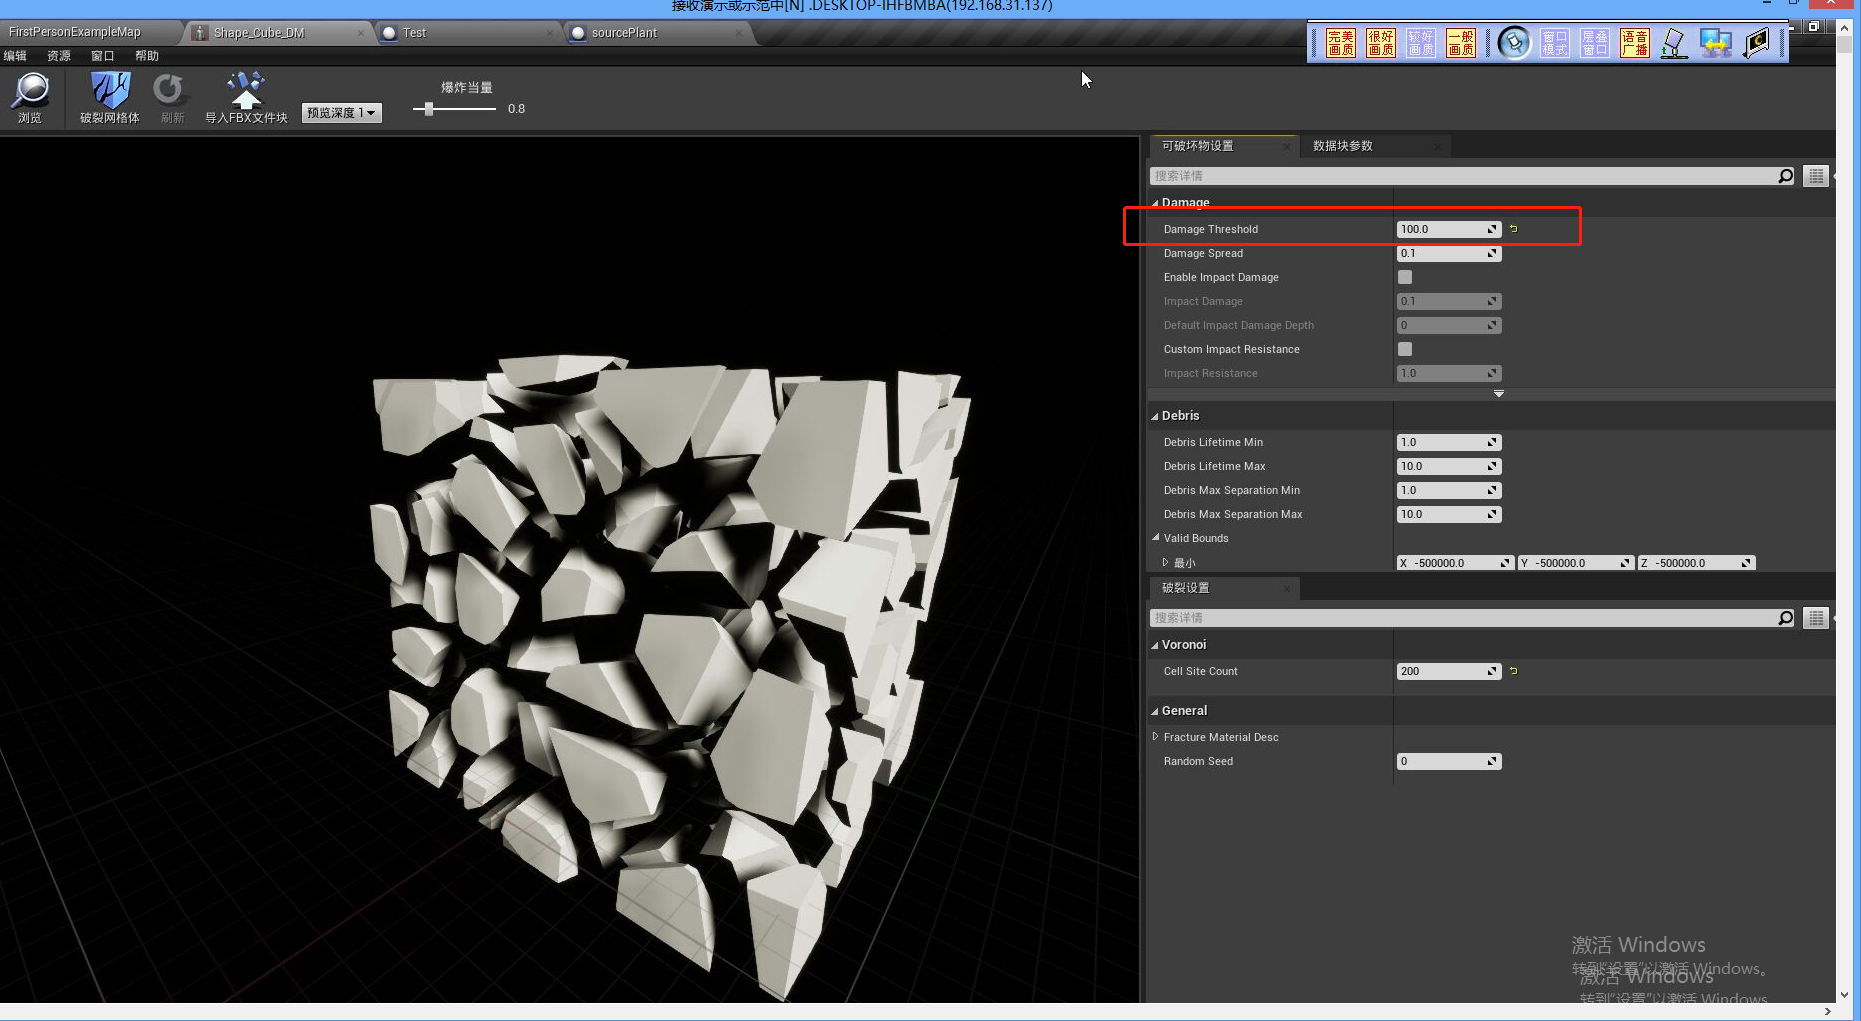 接收演示或示范中[N] .DESKTOP-IHFBMBA(192.168.31.137)
FirstPersonExampleMap
Shape_Cube_DM
Test
sourcePlant
完美画质
很好画质
较好画质
一般画质
窗口模式
层叠窗口
语音广播
编辑 资源 窗口 帮助
浏览
破裂网格体
刷新
导入FBX文件块
预览深度 1
爆炸当量
0.8
可破坏物设置
数据块参数
搜索详情
Damage
Damage Threshold 100.0
Damage Spread 0.1
Enable Impact Damage
Impact Damage 0.1
Default Impact Damage Depth 0
Custom Impact Resistance
Impact Resistance 1.0
Debris
Debris Lifetime Min 1.0
Debris Lifetime Max 10.0
Debris Max Separation Min 1.0
Debris Max Separation Max 10.0
Valid Bounds
最小 X -500000.0 Y -500000.0 Z -500000.0
破裂设置
搜索详情
Voronoi
Cell Site Count 200
General
Fracture Material Desc
Random Seed 0
激活 Windows
转到"设置"以激活 Windows。
激活 Windows
转到"设置"以激活 Windows